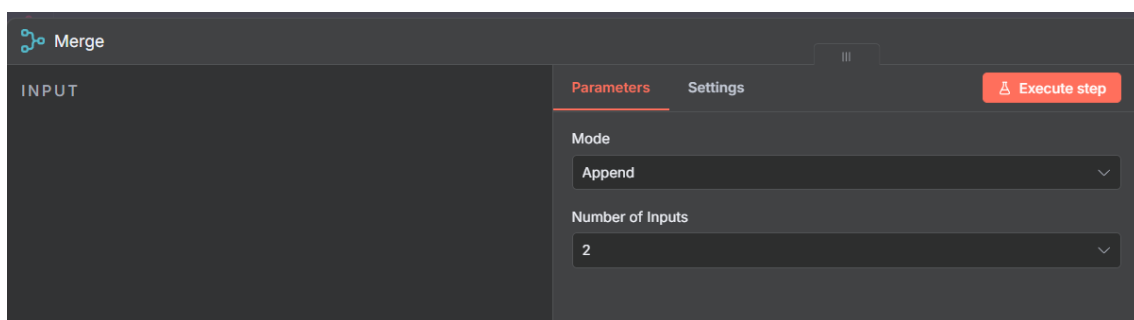 Merge
INPUT
Parameters Settings Execute step
Mode
Append
Number of Inputs
2